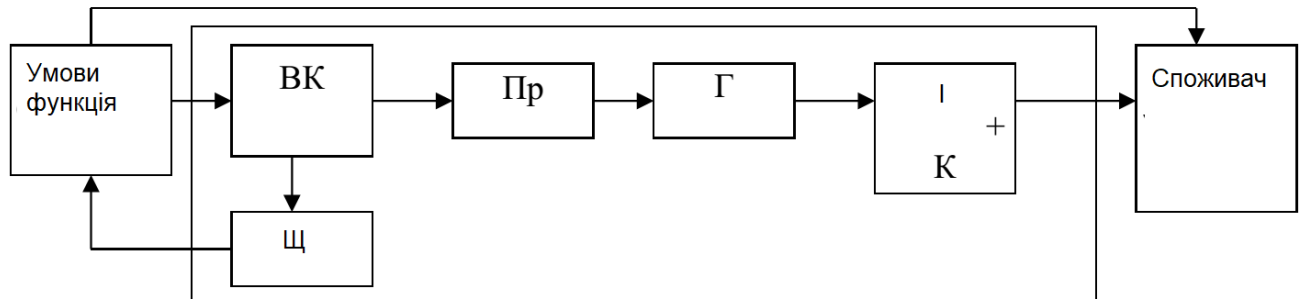 Умови
функція
ВК
Пр
Г
І
+
К
Споживач
Щ